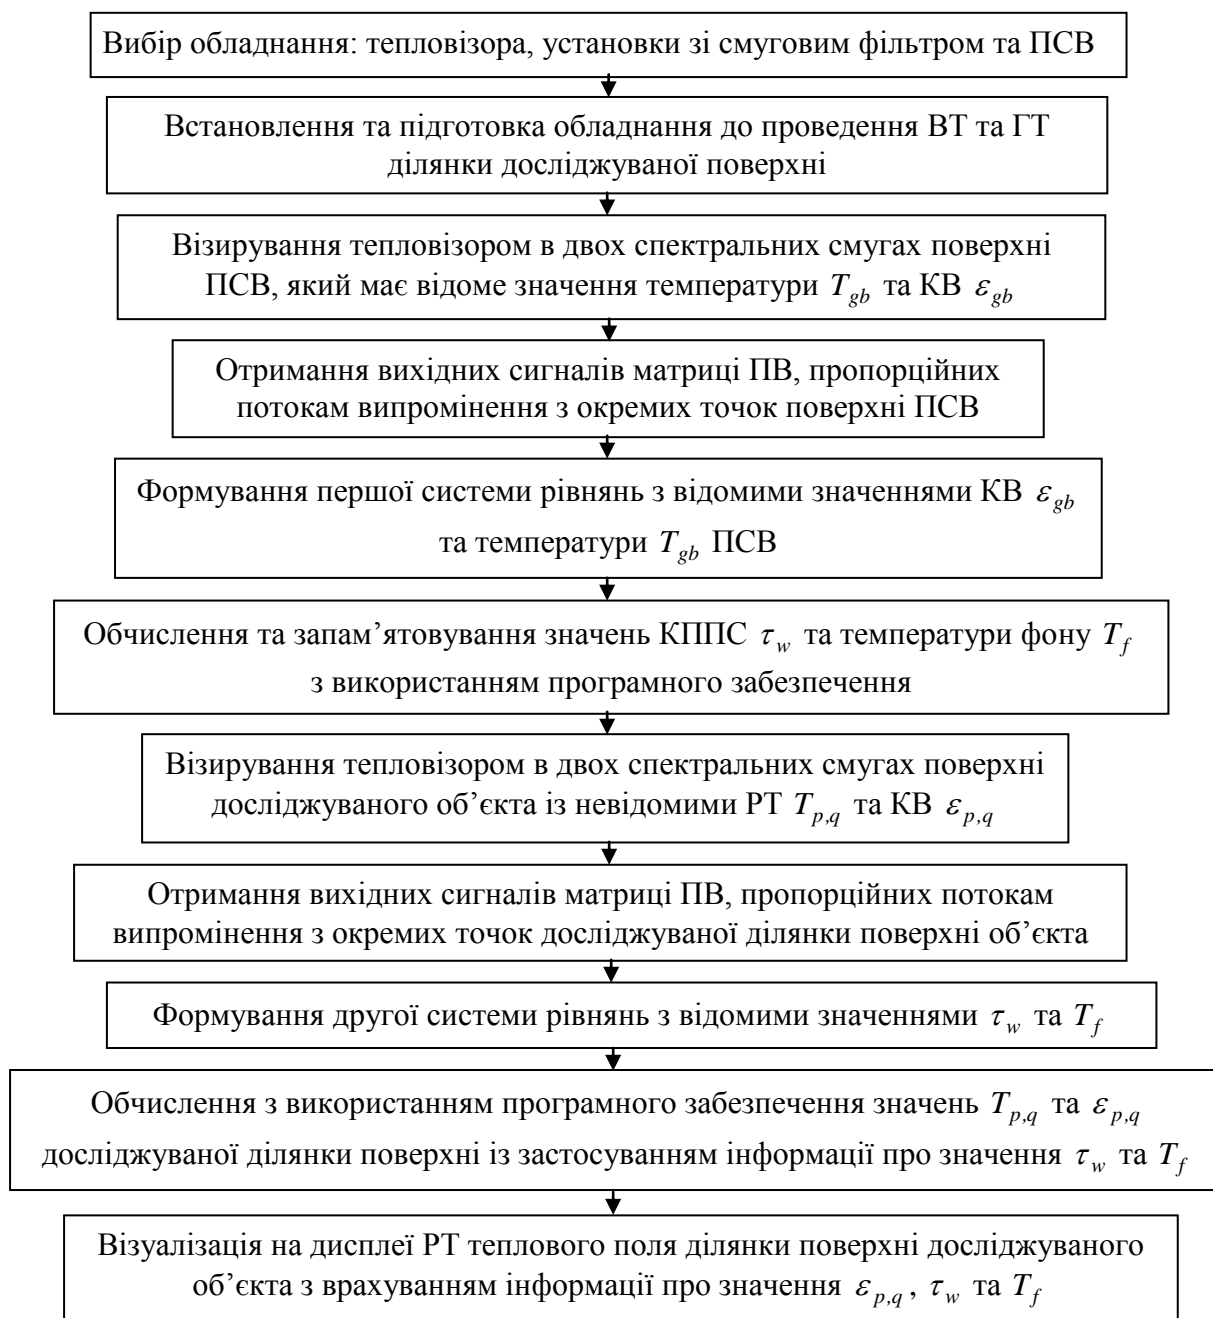 Вибір обладнання: тепловізора, установки зі смуговим фільтром та ПСВ
Встановлення та підготовка обладнання до проведення ВТ та ГТ
ділянки досліджуваної поверхні
Візирування тепловізором в двох спектральних смугах поверхні
ПСВ, який має відоме значення температури T_gb та КВ ε_gb
Отримання вихідних сигналів матриці ПВ, пропорційних
потокам випромінення з окремих точок поверхні ПСВ
Формування першої системи рівнянь з відомими значеннями КВ ε_gb
та температури T_gb ПСВ
Обчислення та запам’ятовування значень КППС τ_w та температури фону T_f
з використанням програмного забезпечення
Візирування тепловізором в двох спектральних смугах поверхні
досліджуваного об’єкта із невідомими РТ T_p,q та КВ ε_p,q
Отримання вихідних сигналів матриці ПВ, пропорційних потокам
випромінення з окремих точок досліджуваної ділянки поверхні об’єкта
Формування другої системи рівнянь з відомими значеннями τ_w та T_f
Обчислення з використанням програмного забезпечення значень T_p,q та ε_p,q
досліджуваної ділянки поверхні із застосуванням інформації про значення τ_w та T_f
Візуалізація на дисплеї РТ теплового поля ділянки поверхні досліджуваного
об’єкта з врахуванням інформації про значення ε_p,q , τ_w та T_f